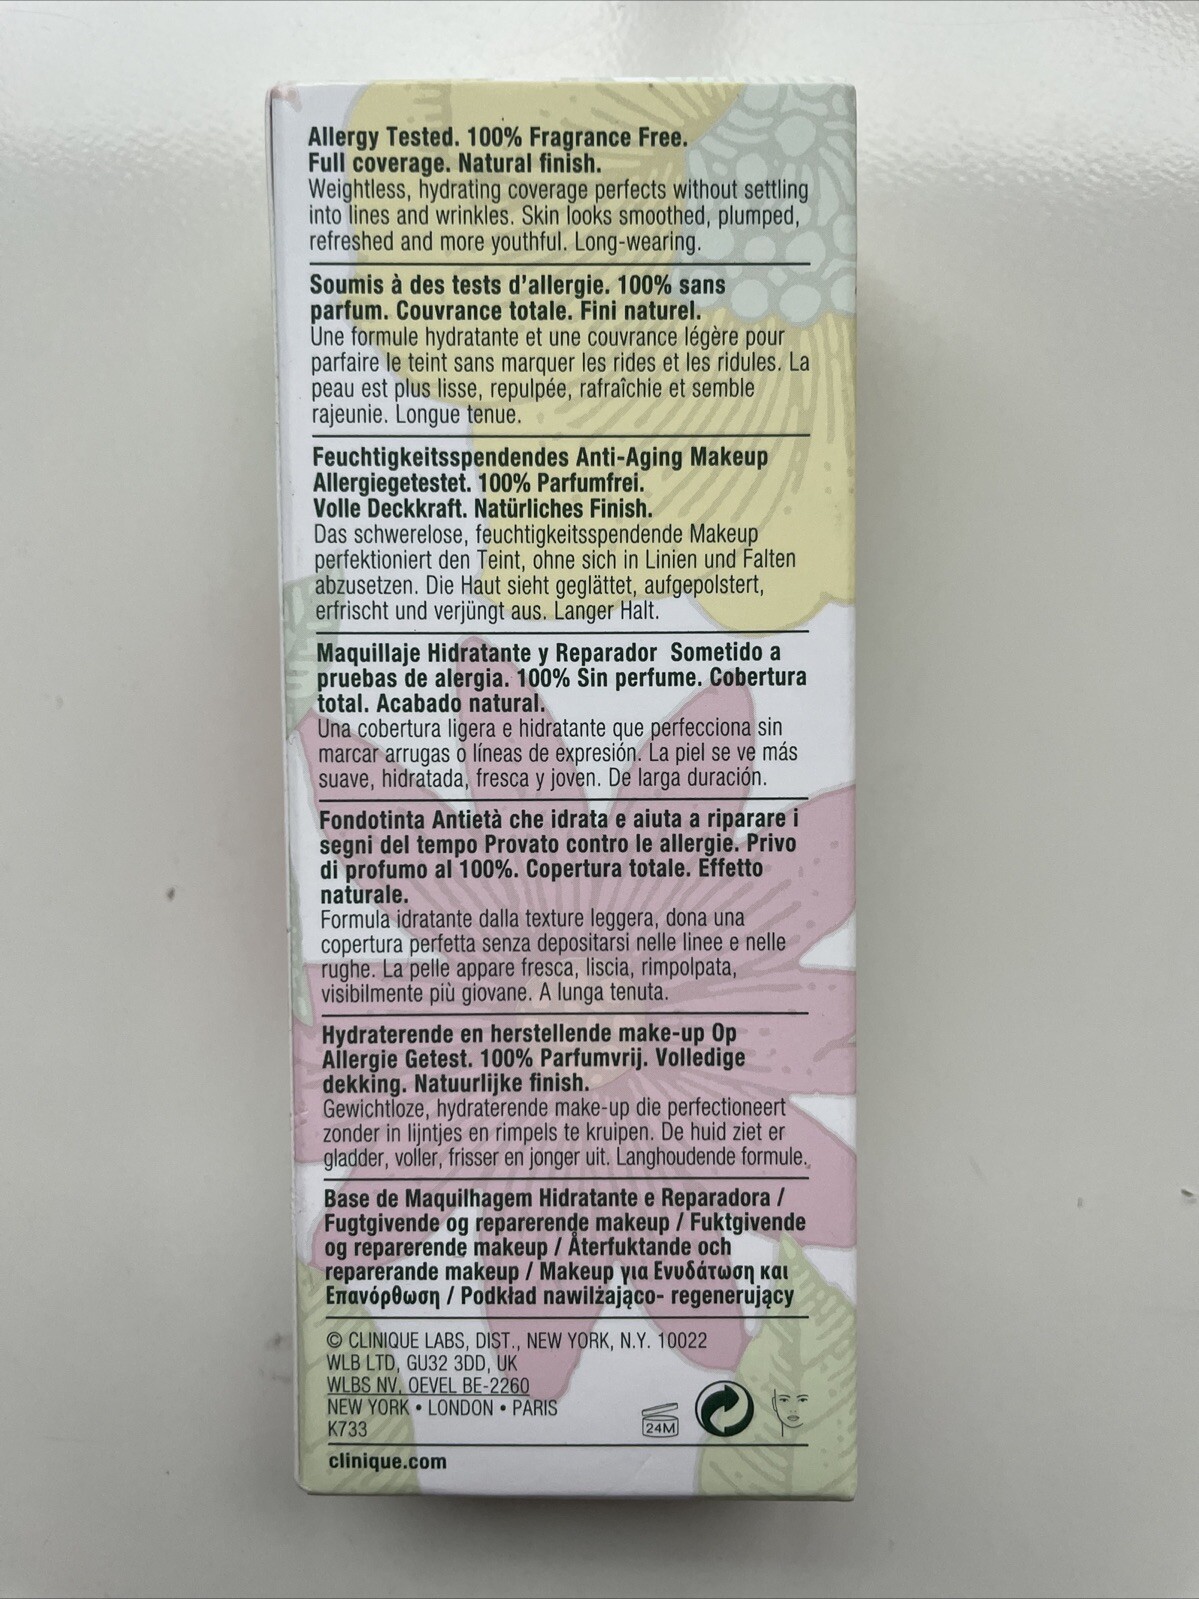 Allergy Tested. 100% Fragrance Free.
Full coverage. Natural finish.
Weightless, hydrating coverage perfects without settling
into lines and wrinkles. Skin looks smoothed, plumped,
refreshed and more youthful. Long-wearing.
Soumis à des tests d'allergie. 100% sans
parfum. Couvrance totale. Fini naturel.
Une formule hydratante et une couvrance légère pour
parfaire le teint sans marquer les rides et les ridules. La
peau est plus lisse, repulpée, rafraîchie et semble
rajeunie. Longue tenue.
Feuchtigkeitsspendendes Anti-Aging Makeup
Allergiegetestet. 100% Parfumfrei.
Volle Deckkraft. Natürliches Finish.
Das schwerelose, feuchtigkeitsspendende Makeup
perfektioniert den Teint, ohne sich in Linien und Falten
abzusetzen. Die Haut sieht geglättet, aufgepolstert,
erfrischt und verjüngt aus. Langer Halt.
Maquillaje Hidratante y Reparador Sometido a
pruebas de alergia. 100% Sin perfume. Cobertura
total. Acabado natural.
Una cobertura ligera e hidratante que perfecciona sin
marcar arrugas o líneas de expresión. La piel se ve más
suave, hidratada, fresca y joven. De larga duración.
Fondotinta Antietà che idrata e aiuta a riparare i
segni del tempo Provato contro le allergie. Privo
di profumo al 100%. Copertura totale. Effetto
naturale.
Formula idratante dalla texture leggera, dona una
copertura perfetta senza depositarsi nelle linee e nelle
rughe. La pelle appare fresca, liscia, rimpolpata,
visibilmente più giovane. A lunga tenuta.
Hydraterende en herstellende make-up Op
Allergie Getest. 100% Parfumvrij. Volledige
dekking. Natuurlijke finish.
Gewichtloze, hydraterende make-up die perfectioneert
zonder in lijntjes en rimpels te kruipen. De huid ziet er
gladder, voller, frisser en jonger uit. Langhoudende formule.
Base de Maquilhagem Hidratante e Reparadora /
Fugtgivende og reparerende makeup / Fuktgivende
og reparerende makeup / Återfuktande och
reparerande makeup / Makeup για Ενυδάτωση και
Επανόρθωση / Podkład nawilżająco- regenerujący
© CLINIQUE LABS, DIST., NEW YORK, N.Y. 10022
WLB LTD, GU32 3DD, UK
WLBS NV, OEVEL BE-2260
NEW YORK • LONDON • PARIS
K733
24M
clinique.com